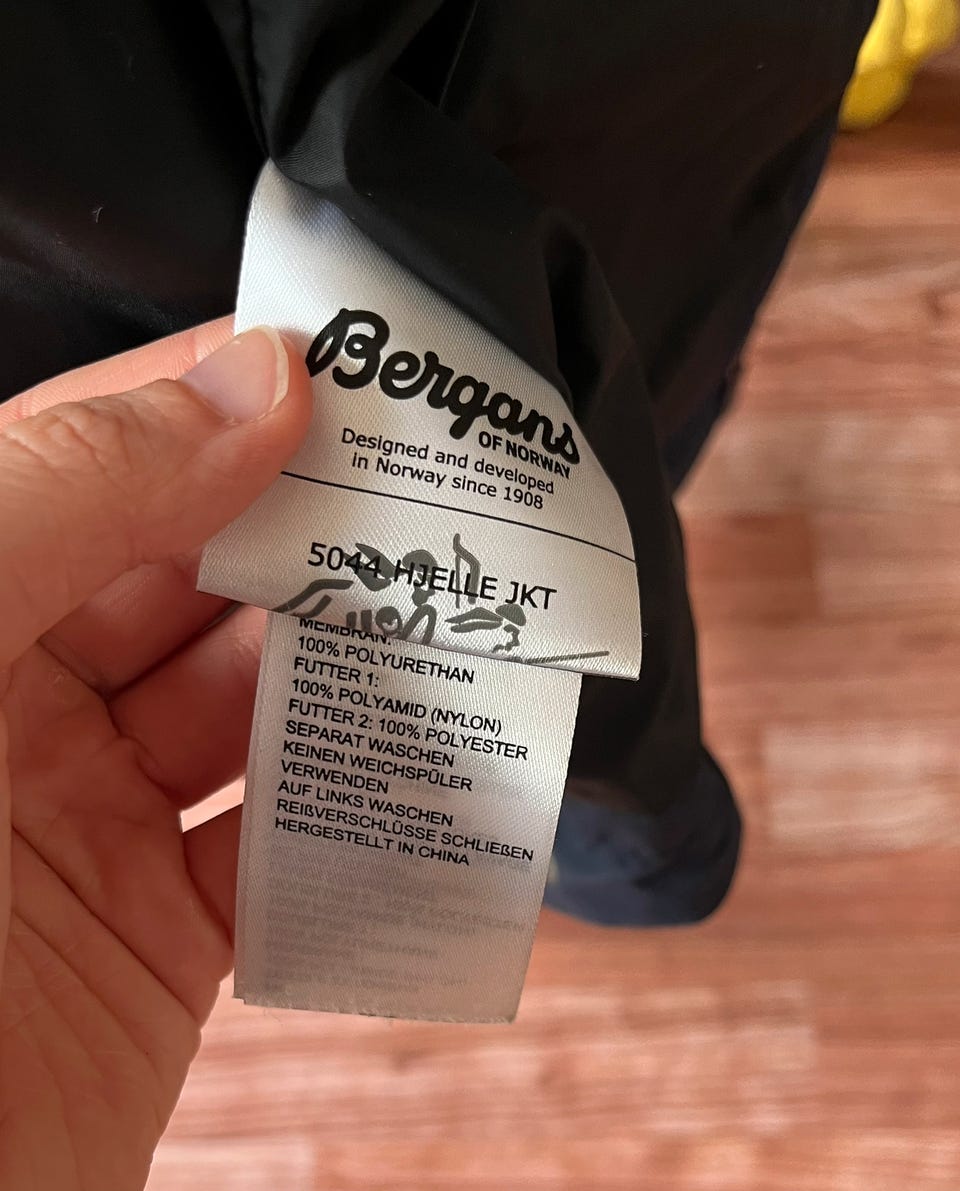 Bergans
OF NORWAY
Designed and developed
in Norway since 1908
5044 HJELLE JKT
MEMBRAN:
100% POLYURETHAN
FUTTER 1:
100% POLYAMID (NYLON)
FUTTER 2: 100% POLYESTER
SEPARAT WASCHEN
KEINEN WEICHSPÜLER
VERWENDEN
AUF LINKS WASCHEN
REIßVERSCHLÜSSE SCHLIEßEN
HERGESTELLT IN CHINA